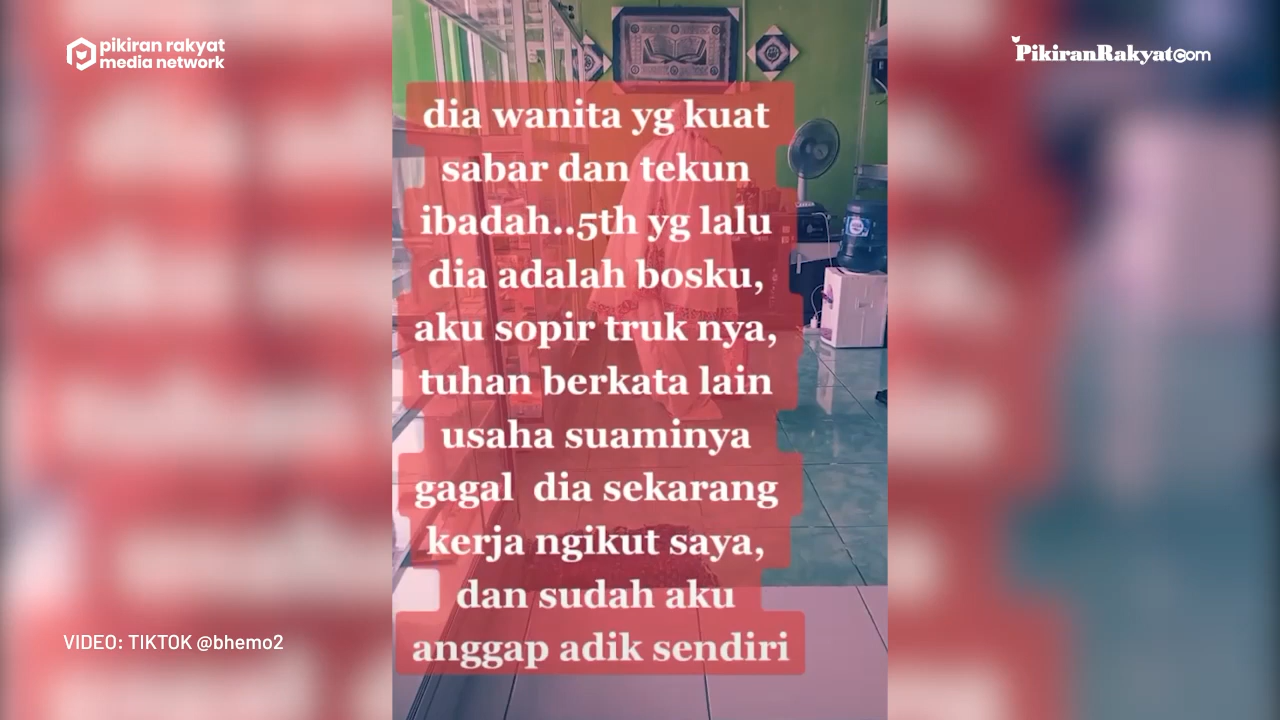 pikiran rakyat
media network
PikiranRakyat.com
dia wanita yg kuat
sabar dan tekun
ibadah..5th yg lalu
dia adalah bosku,
aku sopir truk nya,
tuhan berkata lain
usaha suaminya
gagal  dia sekarang
kerja ngikut saya,
dan sudah aku
anggap adik sendiri
VIDEO: TIKTOK @bhemo2